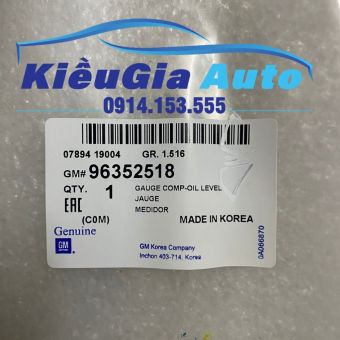 KiềuGia Auto
0914.153.555
07894 19004 GR. 1.516
GM# 96352518
QTY. 1 GAUGE COMP-OIL LEVEL
JAUGE
MEDIDOR
EAC
(C0M) MADE IN KOREA
Genuine
GM
GM Korea Company
Inchon 403-714, Korea
0A066870